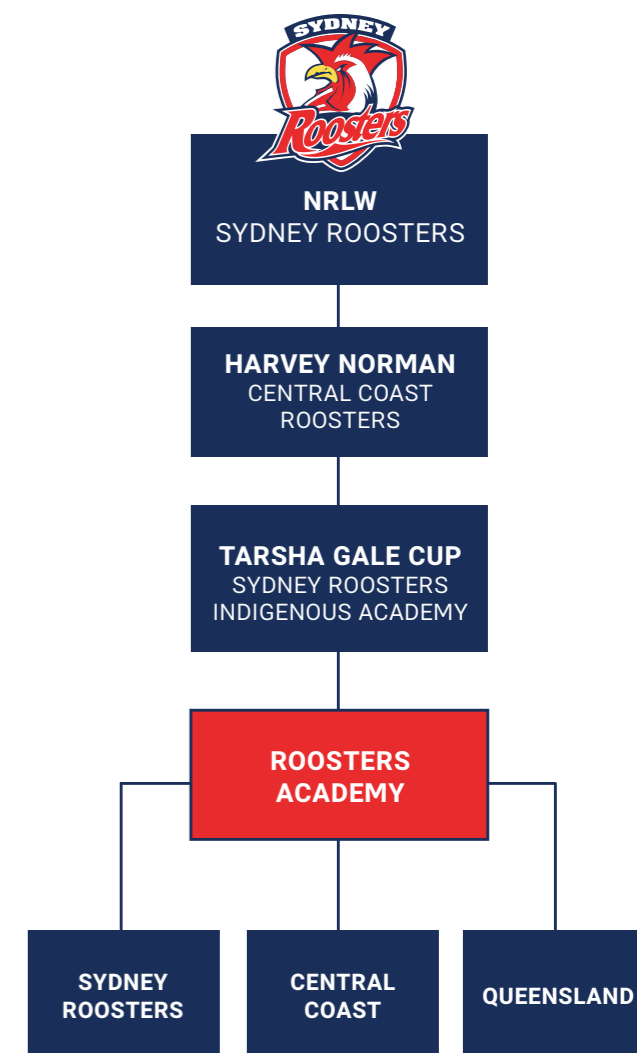 SYDNEY
Roosters
NRLW
SYDNEY ROOSTERS
HARVEY NORMAN
CENTRAL COAST
ROOSTERS
TARSHA GALE CUP
SYDNEY ROOSTERS
INDIGENOUS ACADEMY
ROOSTERS
ACADEMY
SYDNEY
ROOSTERS
CENTRAL
COAST
QUEENSLAND